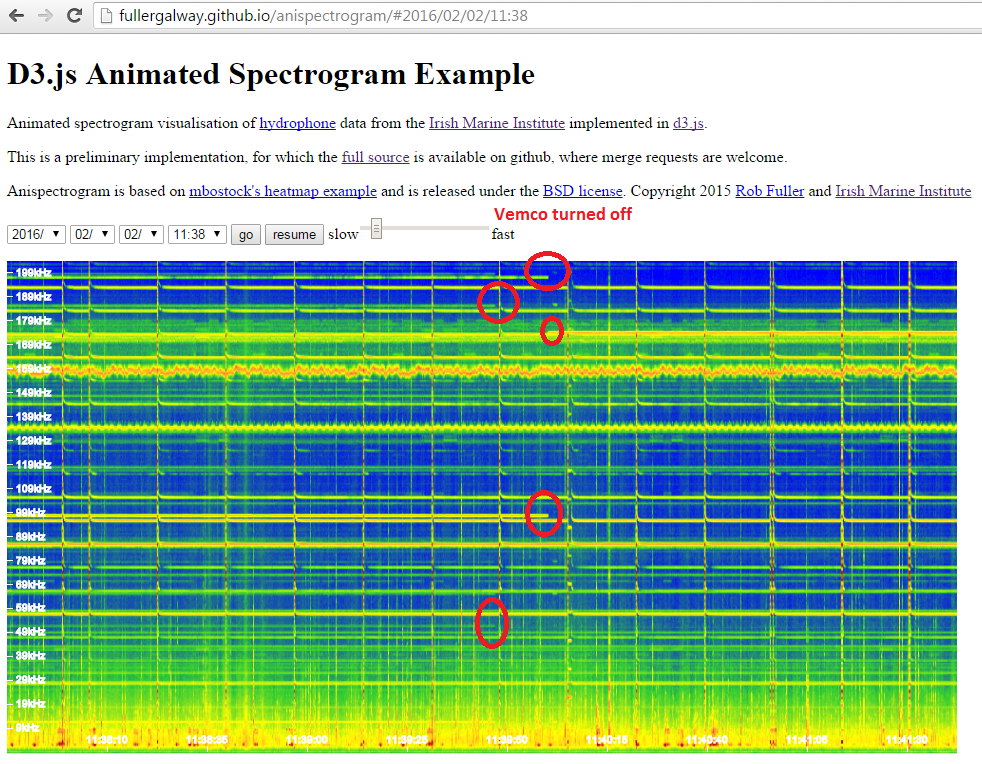 fullergalway.github.io/anispectrogram/#2016/02/02/11:38
D3.js Animated Spectrogram Example
Animated spectrogram visualisation of hydrophone data from the Irish Marine Institute implemented in d3.js.
This is a preliminary implementation, for which the full source is available on github, where merge requests are welcome.
Anispectrogram is based on mbostock's heatmap example and is released under the BSD license. Copyright 2015 Rob Fuller and Irish Marine Institute
Vemco turned off
2016/ 02/ 02/ 11:38 go resume slow fast
199kHz
189kHz
179kHz
169kHz
159kHz
149kHz
139kHz
129kHz
119kHz
109kHz
99kHz
89kHz
79kHz
69kHz
59kHz
49kHz
39kHz
29kHz
19kHz
9kHz
11:38:10 11:38:35 11:39:00 11:39:25 11:39:50 11:40:15 11:40:40 11:41:05 11:41:30